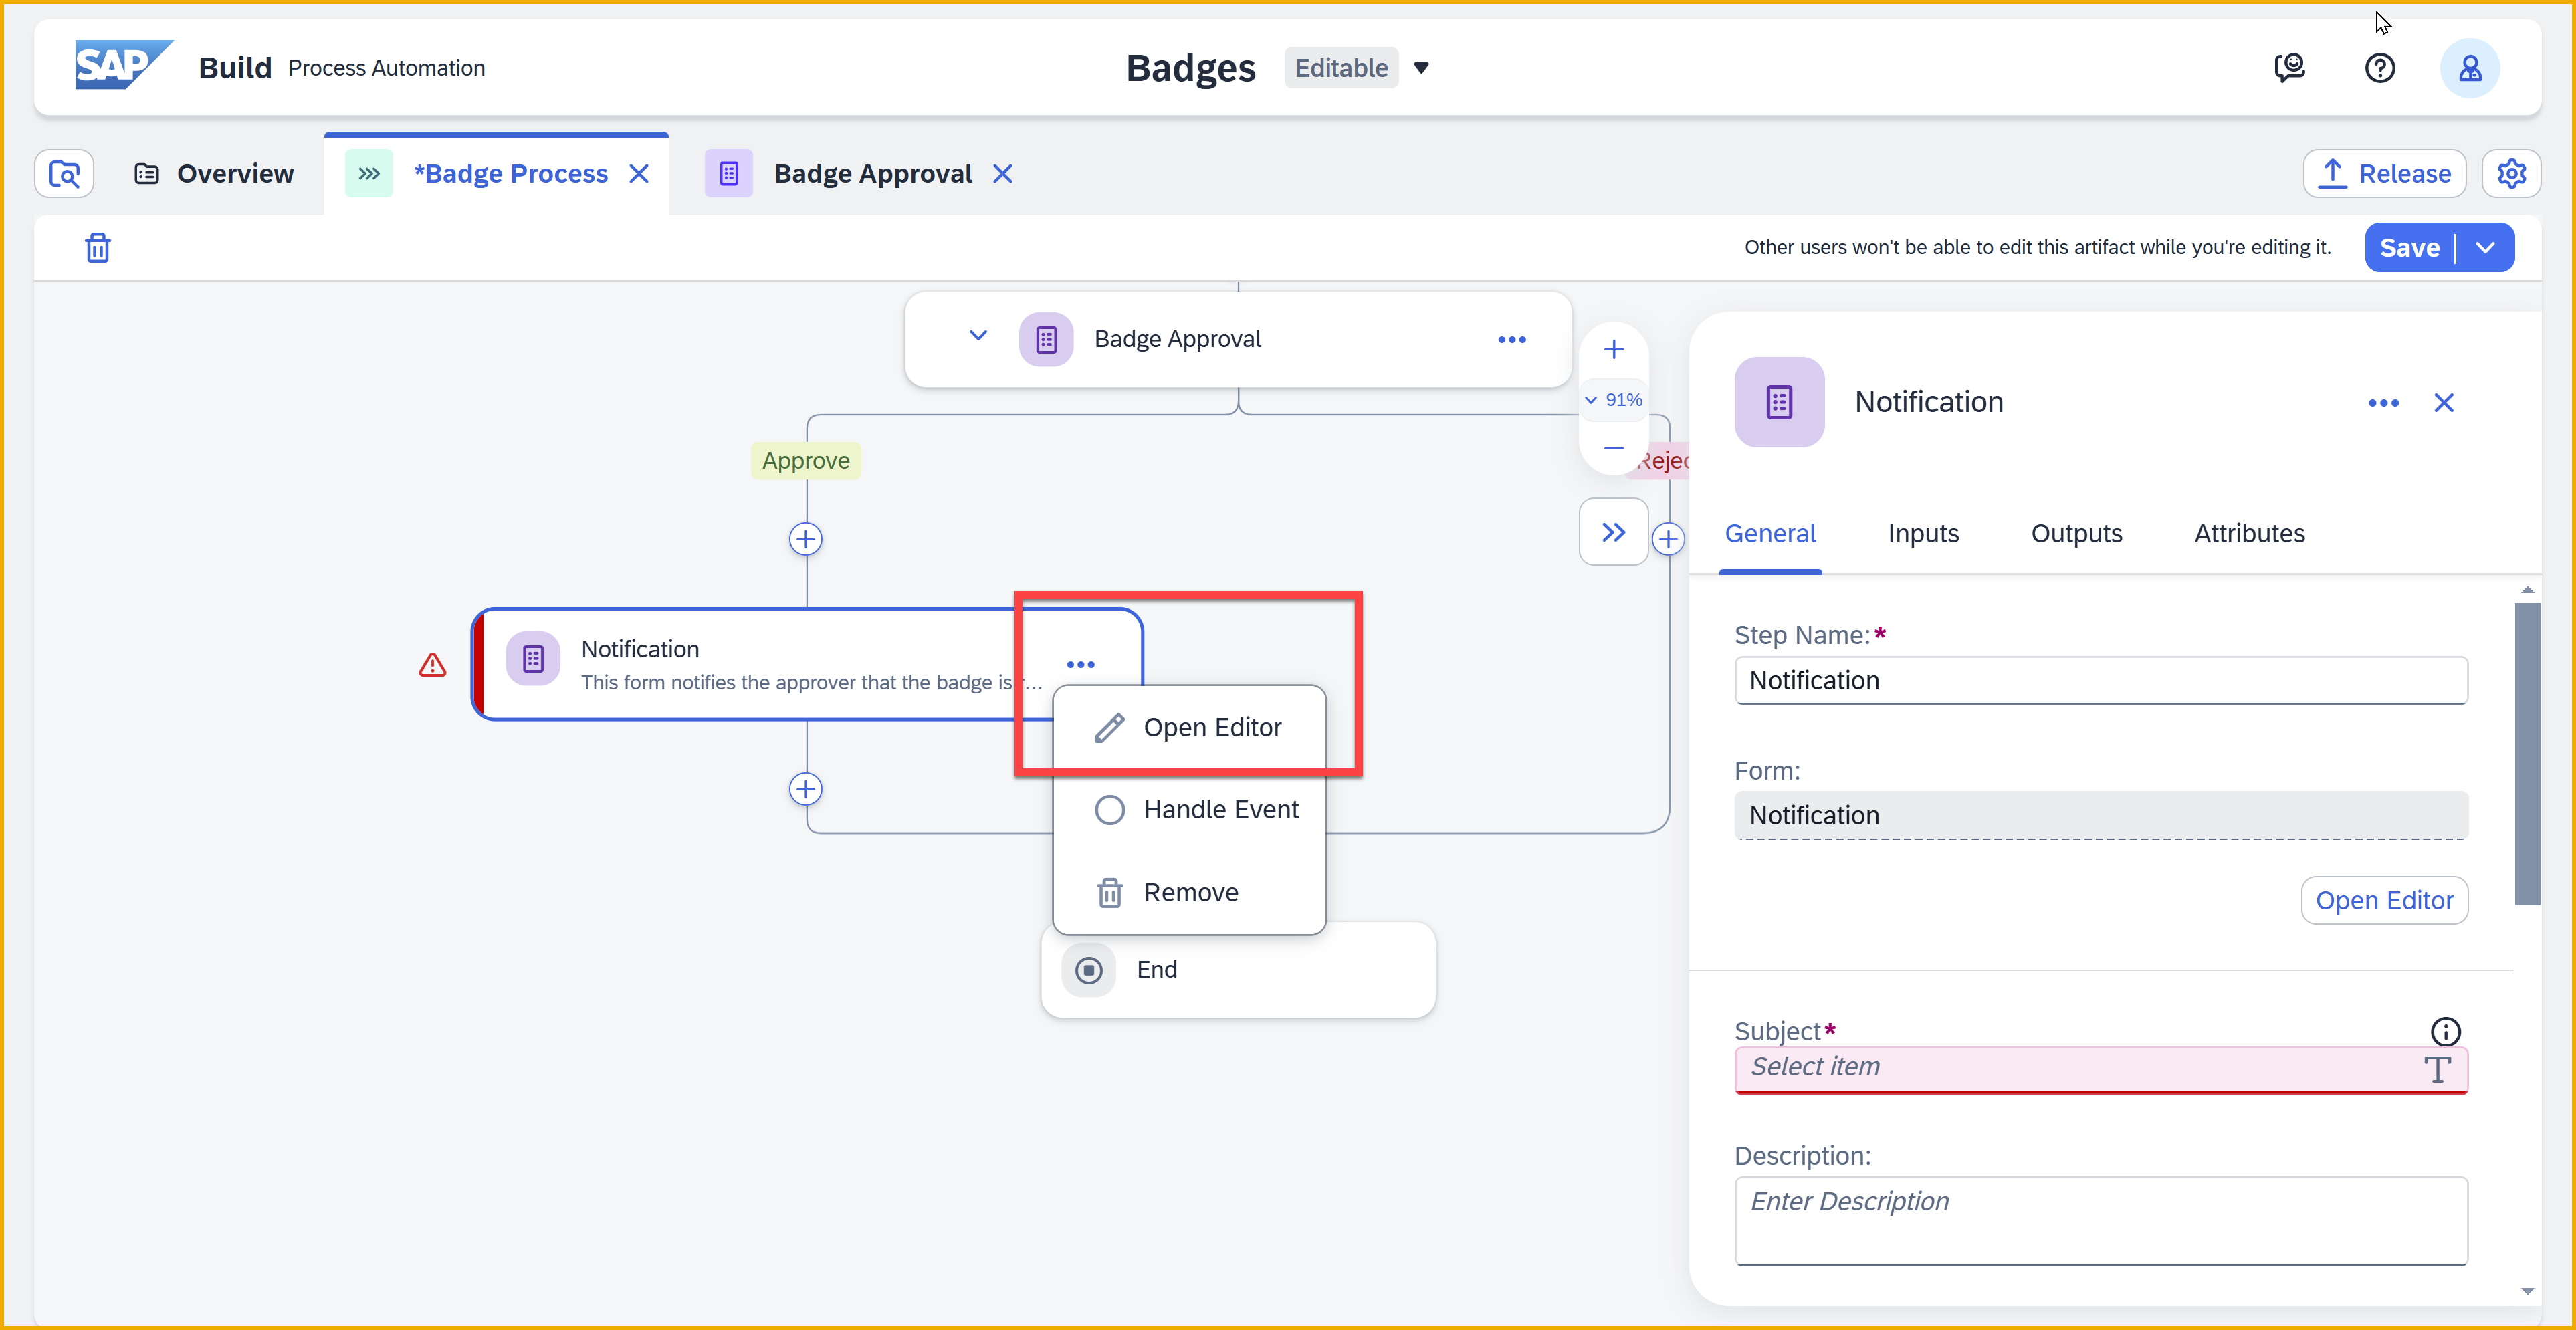 SAP Build Process Automation
Badges Editable
Overview
*Badge Process
Badge Approval
Release
Other users won't be able to edit this artifact while you're editing it.
Save
Badge Approval
91%
Approve
Rejec
Notification
This form notifies the approver that the badge is r...
Open Editor
Handle Event
Remove
End
Notification
General
Inputs
Outputs
Attributes
Step Name:*
Notification
Form:
Notification
Open Editor
Subject*
Select item
Description:
Enter Description